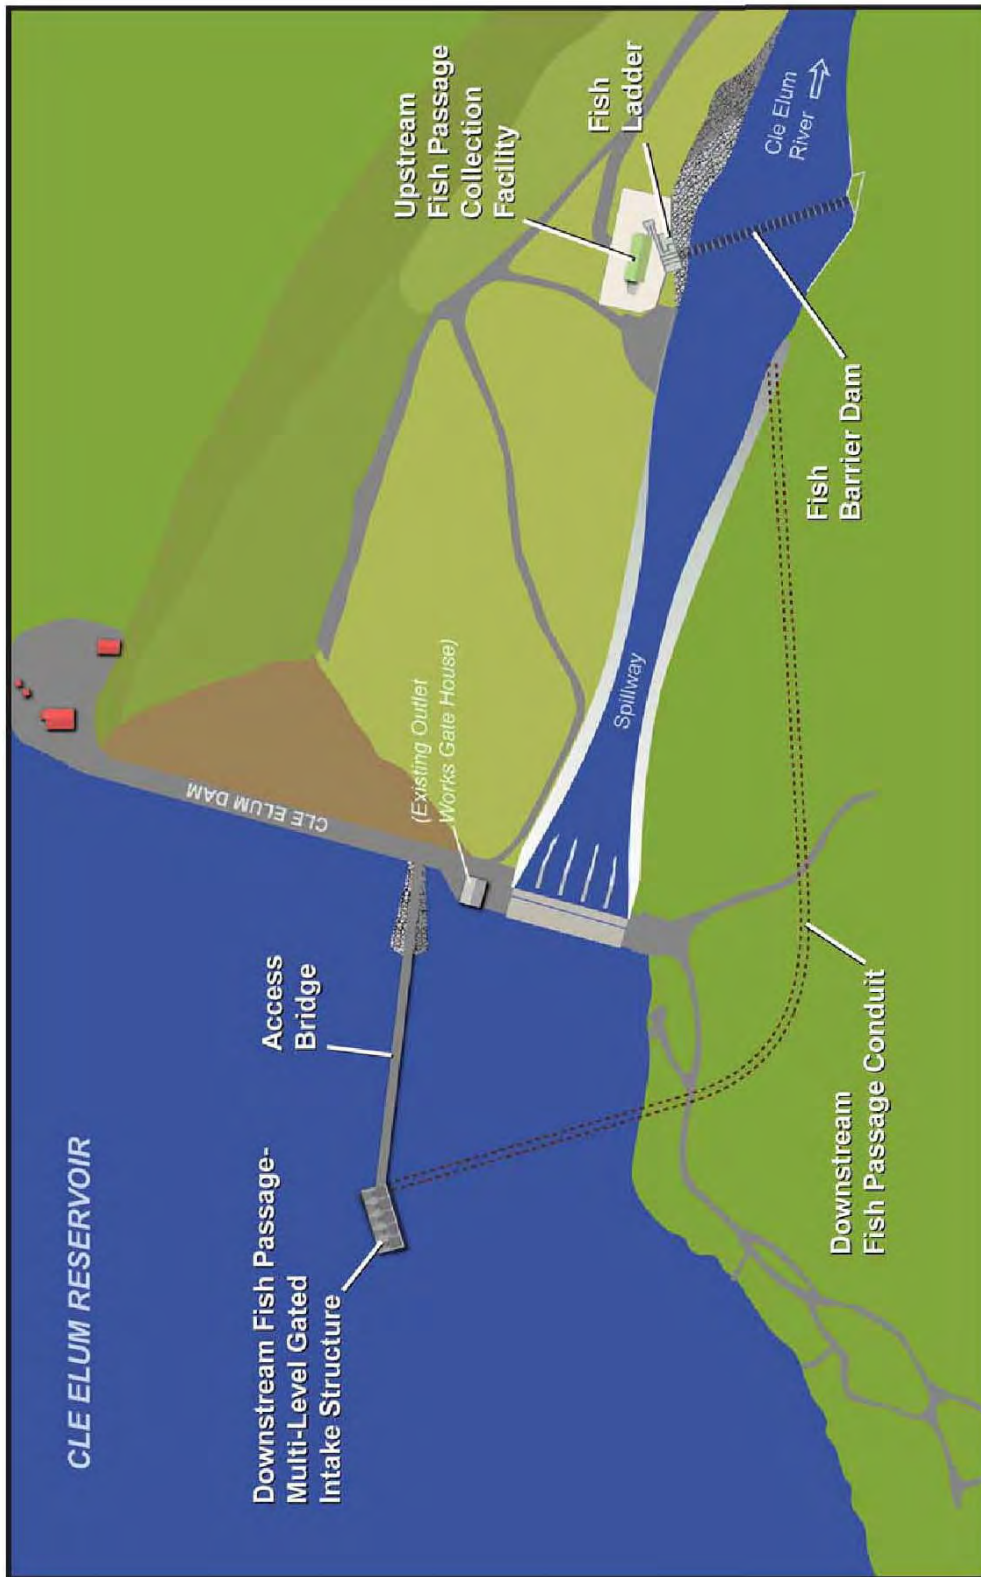 CLE ELUM RESERVOIR
Downstream Fish Passage-
Multi-Level Gated
Intake Structure
Access
Bridge
CLE ELUM DAM
(Existing Outlet
Works Gate House)
Upstream
Fish Passage
Collection
Facility
Fish
Ladder
Spillway
Cle Elum
River
Downstream
Fish Passage Conduit
Fish
Barrier Dam